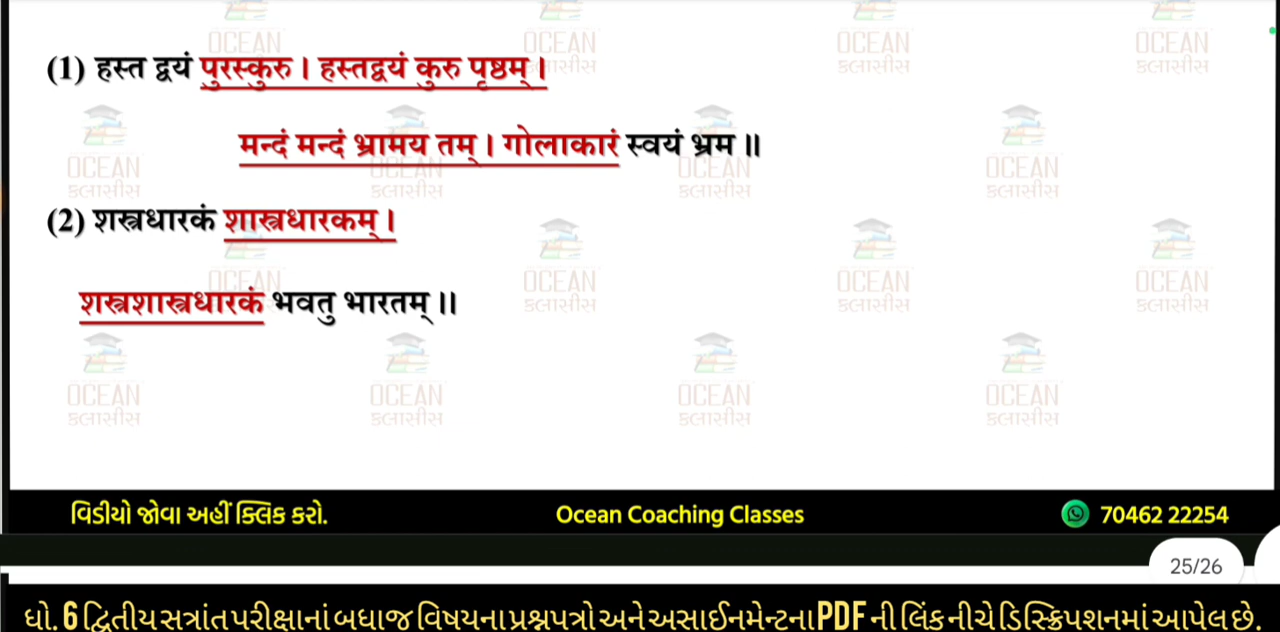 (1) हस्त द्वयं पुरस्कुरु । हस्तद्वयं कुरु पृष्ठम् ।
मन्दं मन्दं भ्रामय तम् । गोलाकारं स्वयं भ्रम ॥
(2) शस्त्रधारकं शास्त्रधारकम् ।
शस्त्रशास्त्रधारकं भवतु भारतम् ॥
વિડીયો જોવા અહીં ક્લિક કરો. Ocean Coaching Classes 70462 22254
25/26
ધો. 6 દ્વિતીય સત્રાંત પરીક્ષાનાં બધા જ વિષયના પ્રશ્નપત્રો અને અસાઈનમેન્ટના PDF ની લિંક નીચે ડિસ્ક્રિપશનમાં આપેલ છે.